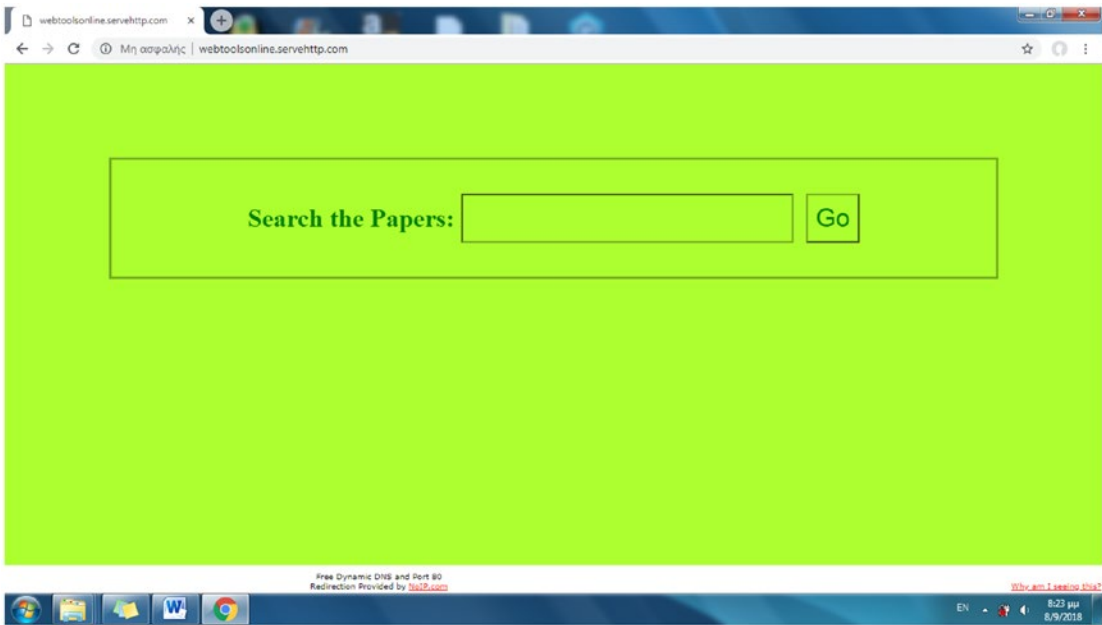 webtoolsonline.servehttp.com
Μη ασφαλής | webtoolsonline.servehttp.com
Search the Papers: Go
Free Dynamic DNS and Port 80
Redirection Provided by NoIP.com
Why am I seeing this?
EN 8:23 μμ
8/9/2018